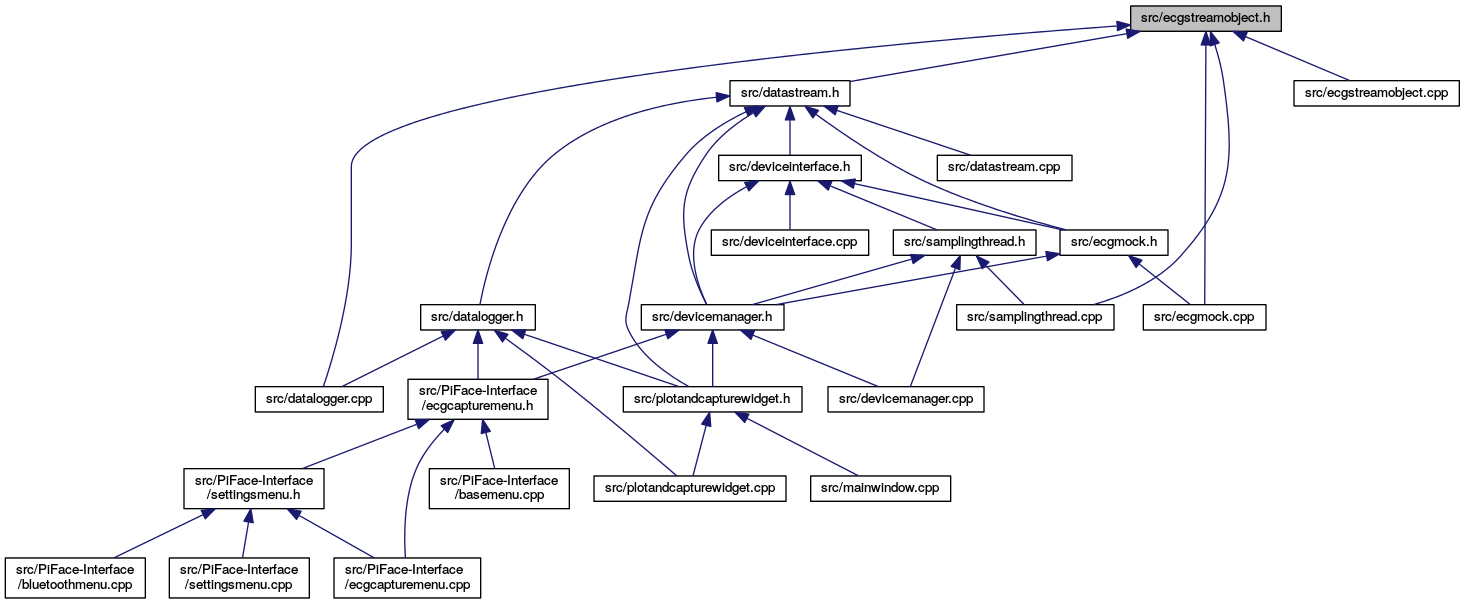 src/ecgstreamobject.h
src/datastream.h
src/ecgstreamobject.cpp
src/deviceinterface.h
src/datastream.cpp
src/deviceinterface.cpp
src/samplingthread.h
src/ecgmock.h
src/datalogger.h
src/devicemanager.h
src/samplingthread.cpp
src/ecgmock.cpp
src/datalogger.cpp
src/PiFace-Interface
/ecgcapturemenu.h
src/plotandcapturewidget.h
src/devicemanager.cpp
src/PiFace-Interface
/settingsmenu.h
src/PiFace-Interface
/basemenu.cpp
src/plotandcapturewidget.cpp
src/mainwindow.cpp
src/PiFace-Interface
/bluetoothmenu.cpp
src/PiFace-Interface
/settingsmenu.cpp
src/PiFace-Interface
/ecgcapturemenu.cpp